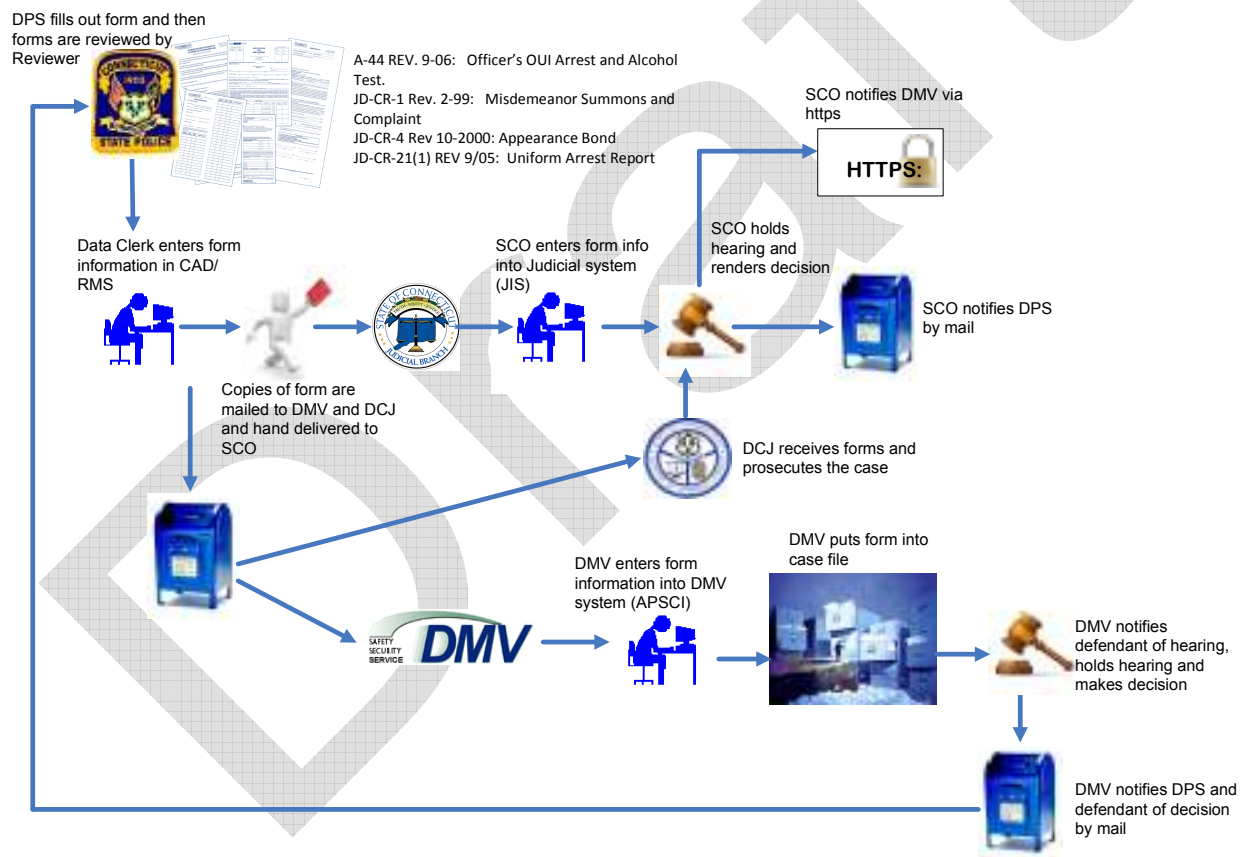 DPS fills out form and then
forms are reviewed by
Reviewer
CONNECTICUT
STATE POLICE
A-44 REV. 9-06: Officer's OUI Arrest and Alcohol
Test.
JD-CR-1 Rev. 2-99: Misdemeanor Summons and
Complaint
JD-CR-4 Rev 10-2000: Appearance Bond
JD-CR-21(1) REV 9/05: Uniform Arrest Report
SCO notifies DMV via
https
HTTPS:
Data Clerk enters form
information in CAD/
RMS
SCO enters form info
into Judicial system
(JIS)
SCO holds
hearing and
renders decision
STATE OF CONNECTICUT
JUDICIAL BRANCH
SCO notifies DPS
by mail
Copies of form are
mailed to DMV and DCJ
and hand delivered to
SCO
DCJ receives forms and
prosecutes the case
DMV enters form
information into DMV
system (APSCI)
DMV puts form into
case file
SAFETY
SECURITY
SERVICE
DMV
DMV notifies
defendant of hearing,
holds hearing and
makes decision
DMV notifies DPS and
defendant of decision
by mail
Draft